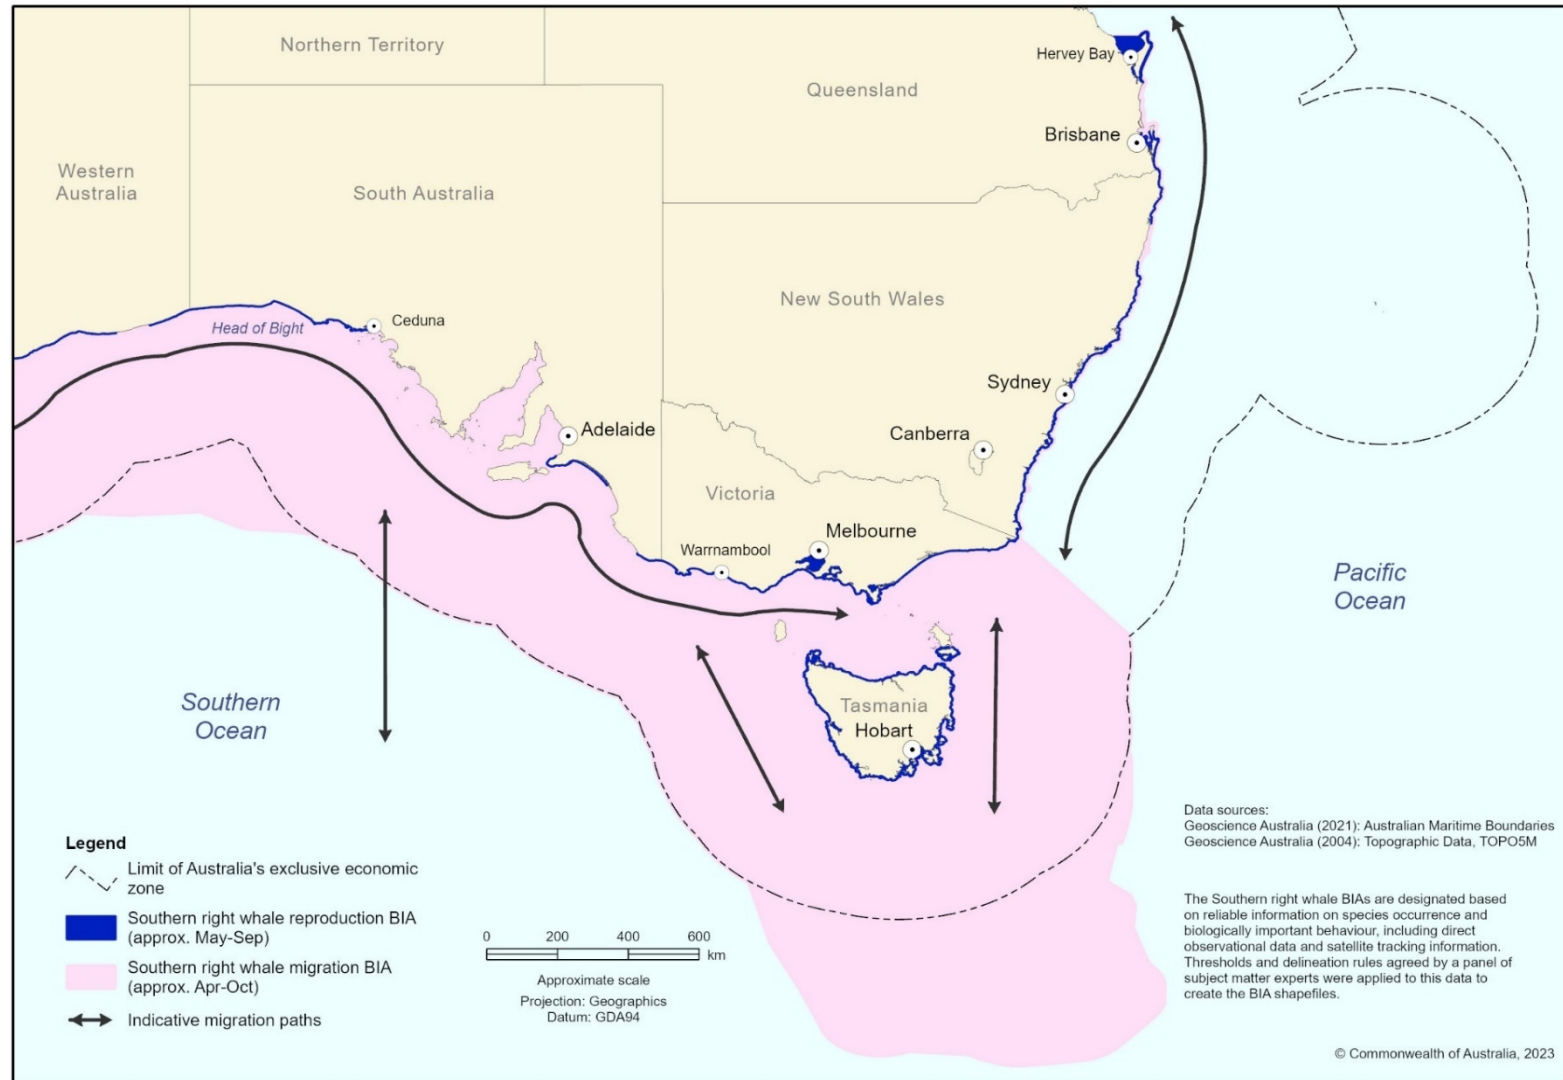 Northern Territory
Hervey Bay
Queensland
Brisbane
Western
Australia
South Australia
New South Wales
Head of Bight
Ceduna
Sydney
Adelaide
Canberra
Victoria
Melbourne
Warrnambool
Pacific
Ocean
Southern
Ocean
Tasmania
Hobart
Legend
Limit of Australia's exclusive economic
zone
Southern right whale reproduction BIA
(approx. May-Sep)
Southern right whale migration BIA
(approx. Apr-Oct)
Indicative migration paths
0 200 400 600
km
Approximate scale
Projection: Geographics
Datum: GDA94
Data sources:
Geoscience Australia (2021): Australian Maritime Boundaries
Geoscience Australia (2004): Topographic Data, TOPO5M
The Southern right whale BIAs are designated based
on reliable information on species occurrence and
biologically important behaviour, including direct
observational data and satellite tracking information.
Thresholds and delineation rules agreed by a panel of
subject matter experts were applied to this data to
create the BIA shapefiles.
© Commonwealth of Australia, 2023